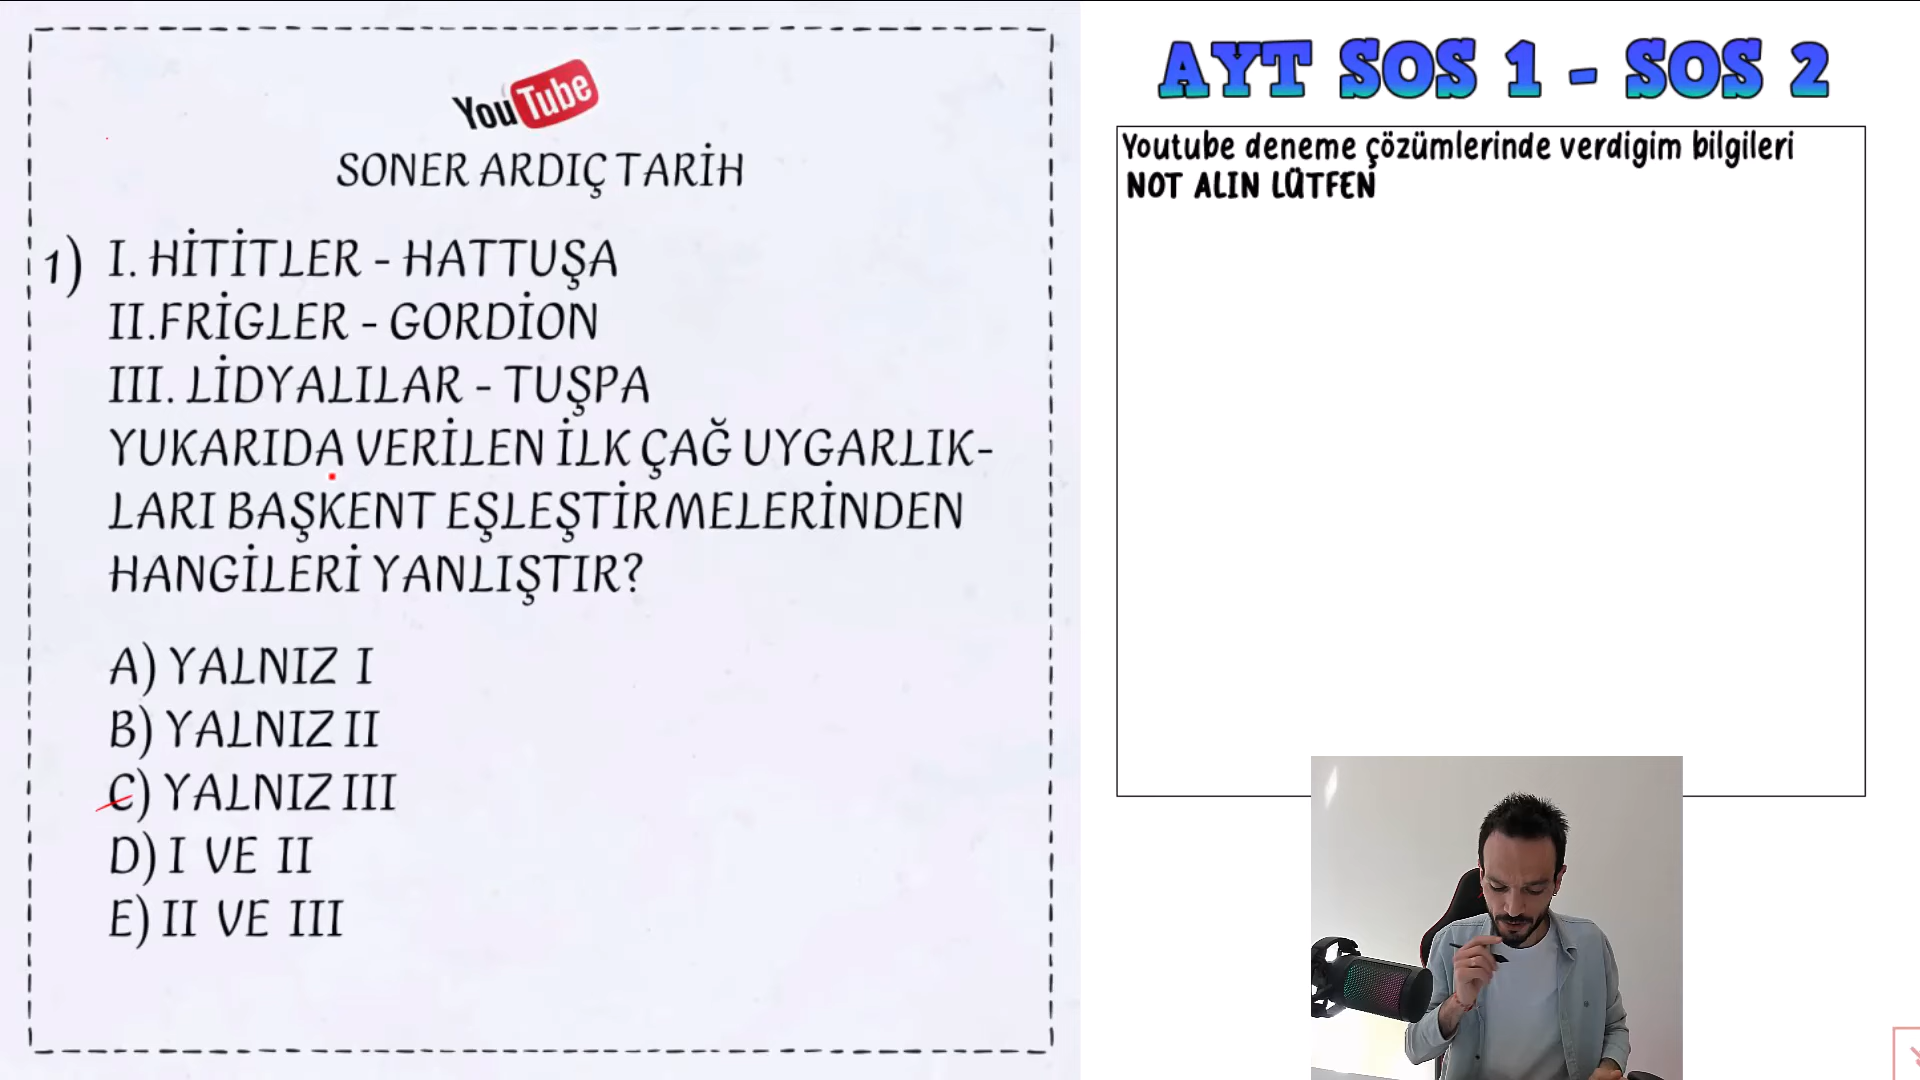 YouTube
SONER ARDIÇ TARİH
1) I. HİTİTLER - HATTUŞA
II.FRİGLER - GORDİON
III. LİDYALILAR - TUŞPA
YUKARIDA VERİLEN İLK ÇAĞ UYGARLIK-
LARI BAŞKENT EŞLEŞTİRMELERİNDEN
HANGİLERİ YANLIŞTIR?
A) YALNIZ I
B) YALNIZ II
C) YALNIZ III
D) I VE II
E) II VE III
AYT SOS 1 - SOS 2
Youtube deneme çözümlerinde verdigim bilgileri
NOT ALIN LÜTFEN